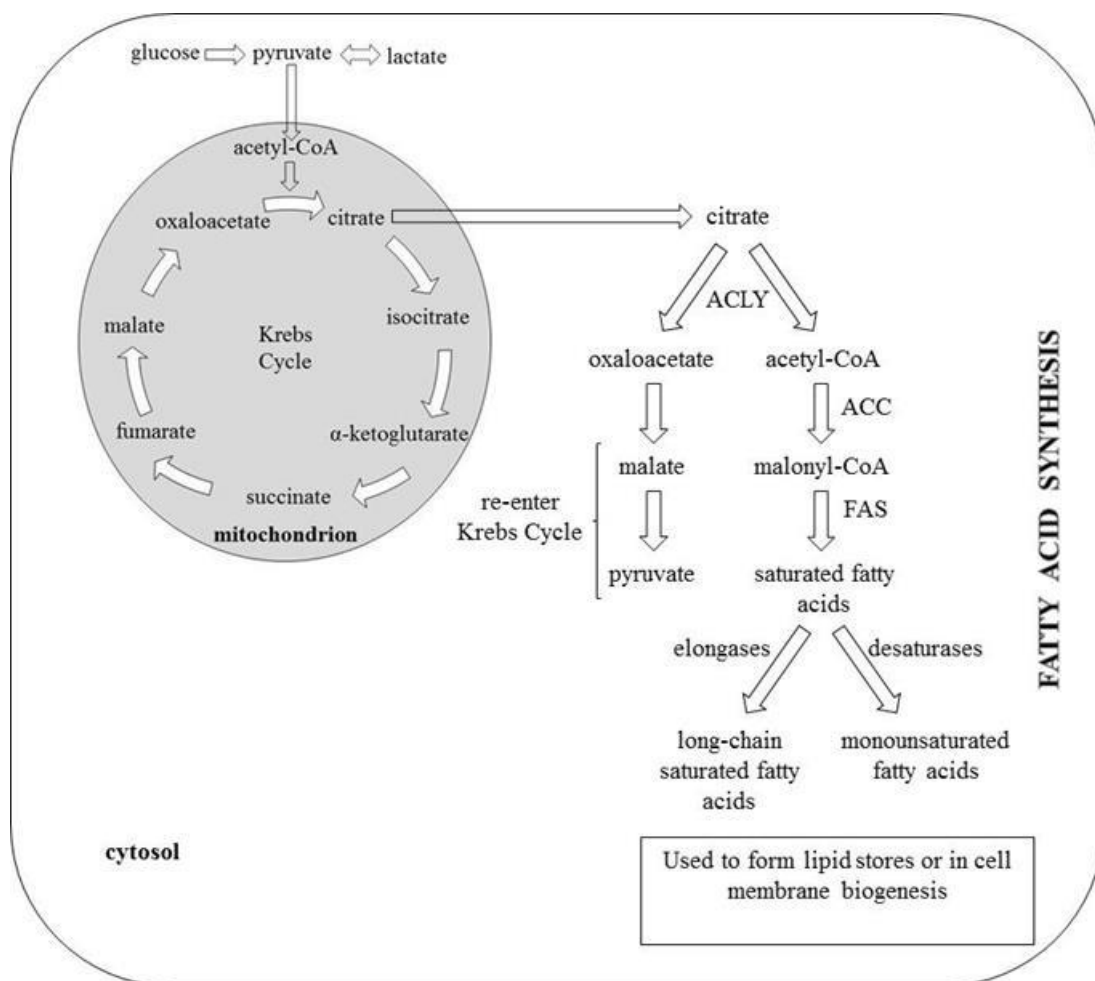 glucose pyruvate lactate
acetyl-CoA
oxaloacetate citrate
citrate
isocitrate
malate
Krebs
Cycle
fumarate
α-ketoglutarate
succinate
mitochondrion
ACLY
oxaloacetate acetyl-CoA
ACC
malate malonyl-CoA
re-enter
Krebs Cycle
FAS
pyruvate saturated fatty
acids
elongases desaturases
long-chain
saturated fatty
acids
monounsaturated
fatty acids
FATTY ACID SYNTHESIS
cytosol
Used to form lipid stores or in cell
membrane biogenesis